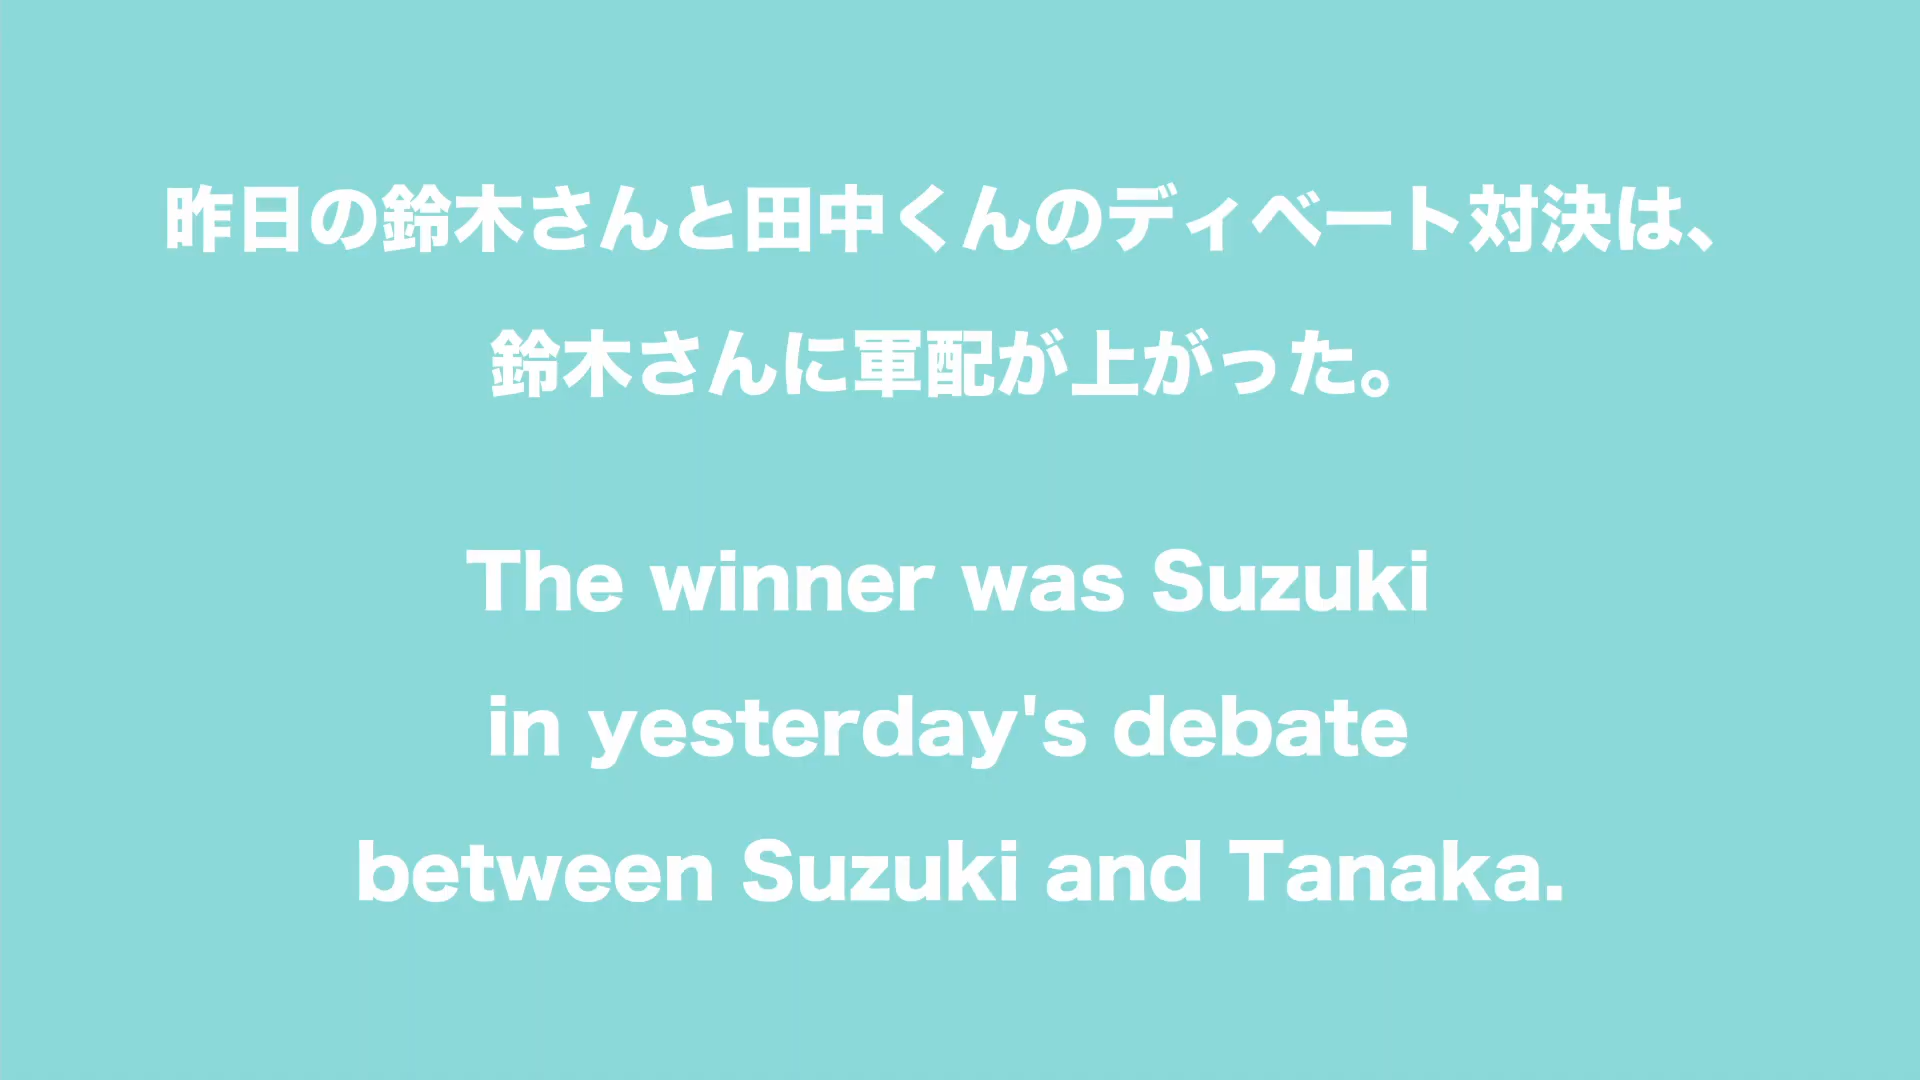 昨日の鈴木さんと田中くんのディベート対決は、
鈴木さんに軍配が上がった。
The winner was Suzuki
in yesterday's debate
between Suzuki and Tanaka.